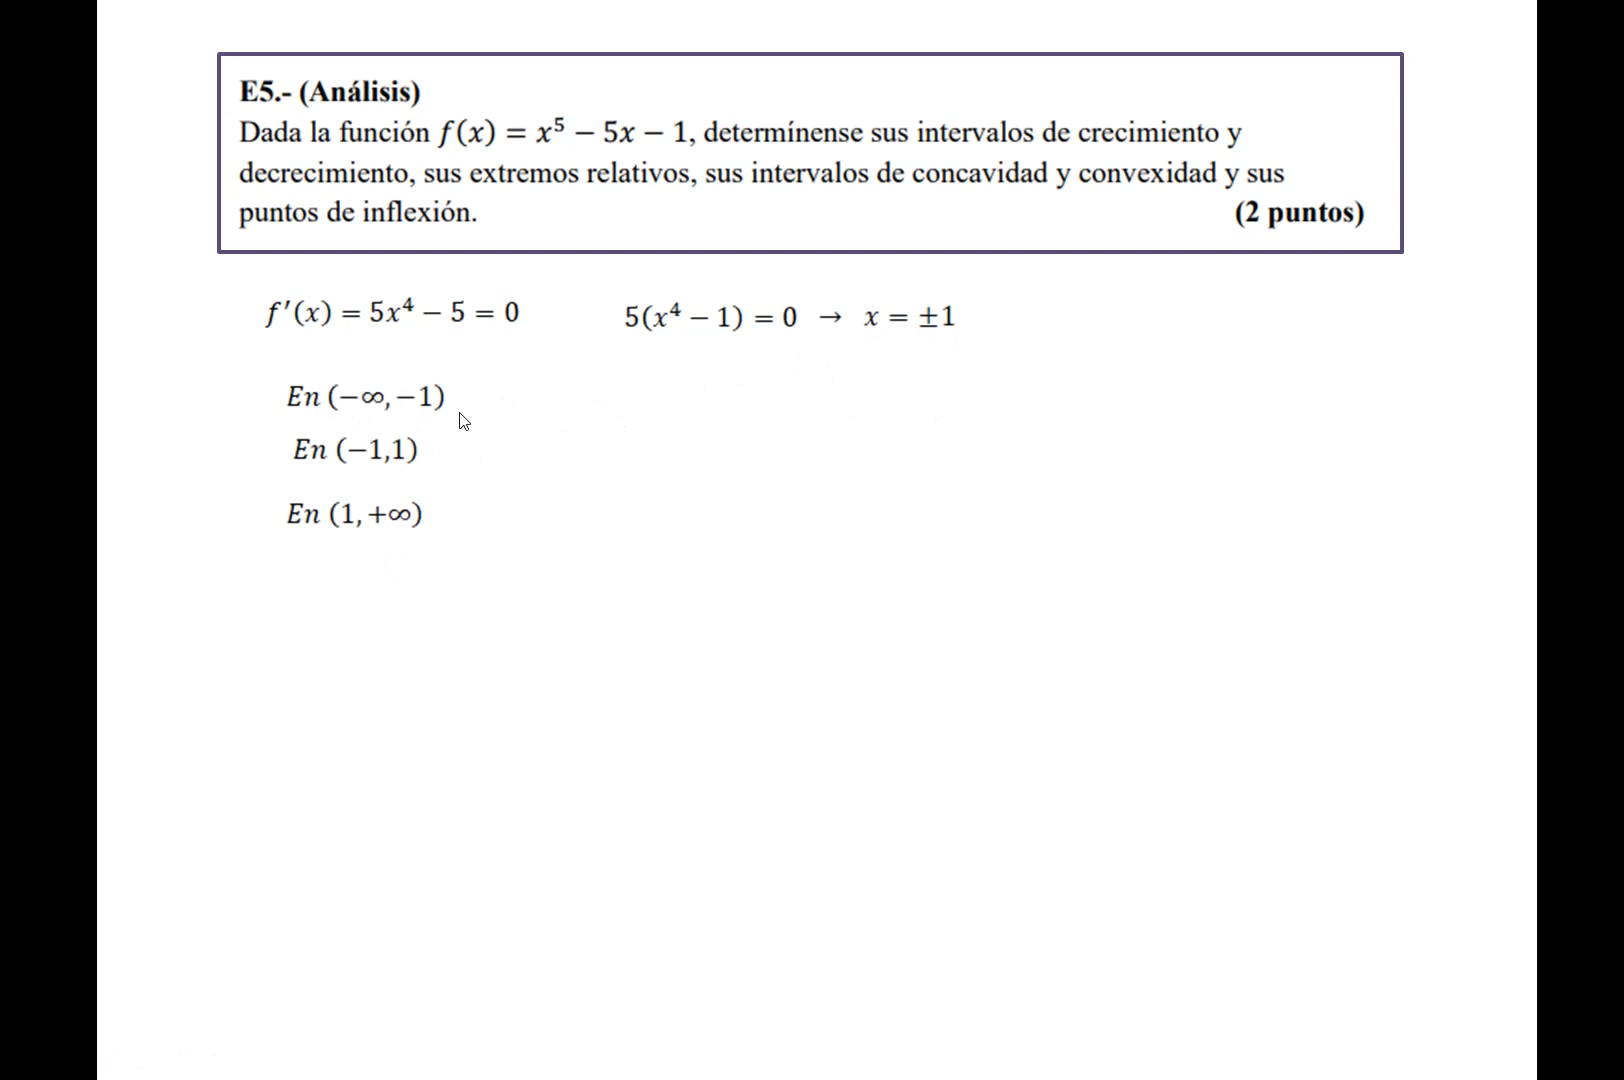 E5.- (Análisis)
Dada la función f(x) = x⁵ − 5x − 1, determínense sus intervalos de crecimiento y
decrecimiento, sus extremos relativos, sus intervalos de concavidad y convexidad y sus
puntos de inflexión. (2 puntos)
f′(x) = 5x⁴ − 5 = 0 5(x⁴ − 1) = 0 → x = ±1
En (−∞, −1)
En (−1,1)
En (1, +∞)